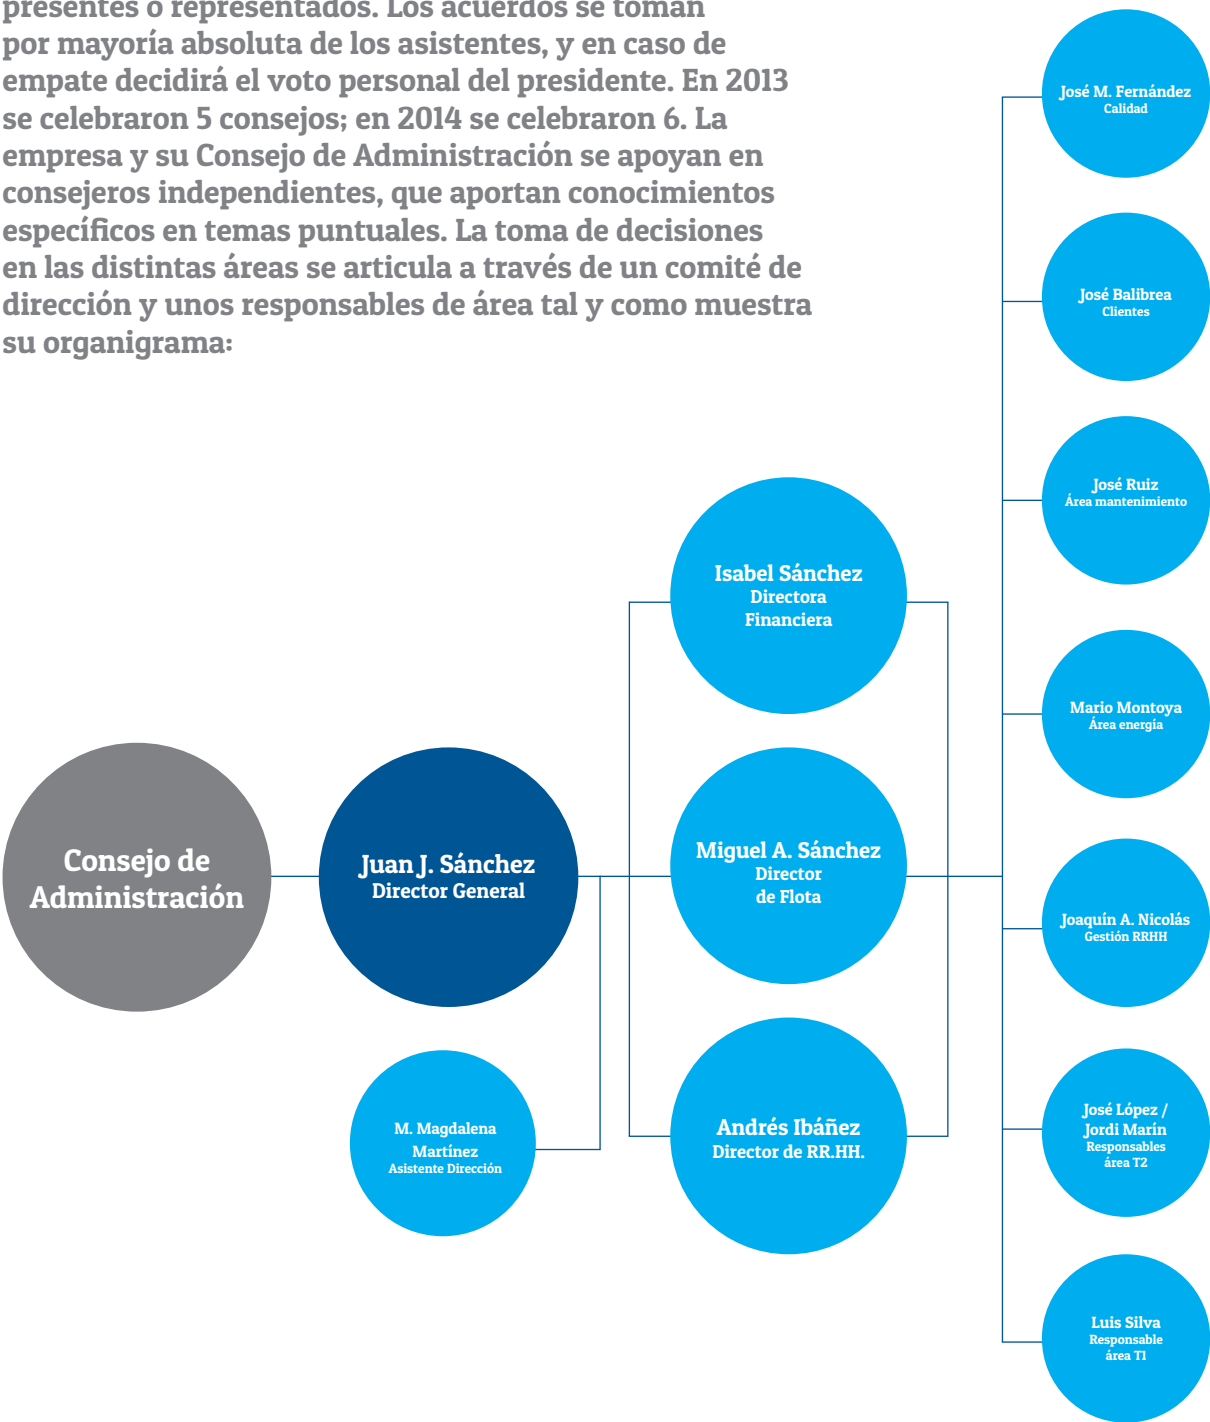 presentes o representados. Los acuerdos se toman
por mayoría absoluta de los asistentes, y en caso de
empate decidirá el voto personal del presidente. En 2013
se celebraron 5 consejos; en 2014 se celebraron 6. La
empresa y su Consejo de Administración se apoyan en
consejeros independientes, que aportan conocimientos
específicos en temas puntuales. La toma de decisiones
en las distintas áreas se articula a través de un comité de
dirección y unos responsables de área tal y como muestra
su organigrama:
Consejo de
Administración
Juan J. Sánchez
Director General
M. Magdalena
Martínez
Asistente Dirección
Isabel Sánchez
Directora
Financiera
Miguel A. Sánchez
Director
de Flota
Andrés Ibáñez
Director de RR.HH.
José M. Fernández
Calidad
José Balibrea
Clientes
José Ruiz
Área mantenimiento
Mario Montoya
Área energía
Joaquín A. Nicolás
Gestión RRHH
José López /
Jordi Marín
Responsables
área T2
Luis Silva
Responsable
área T1